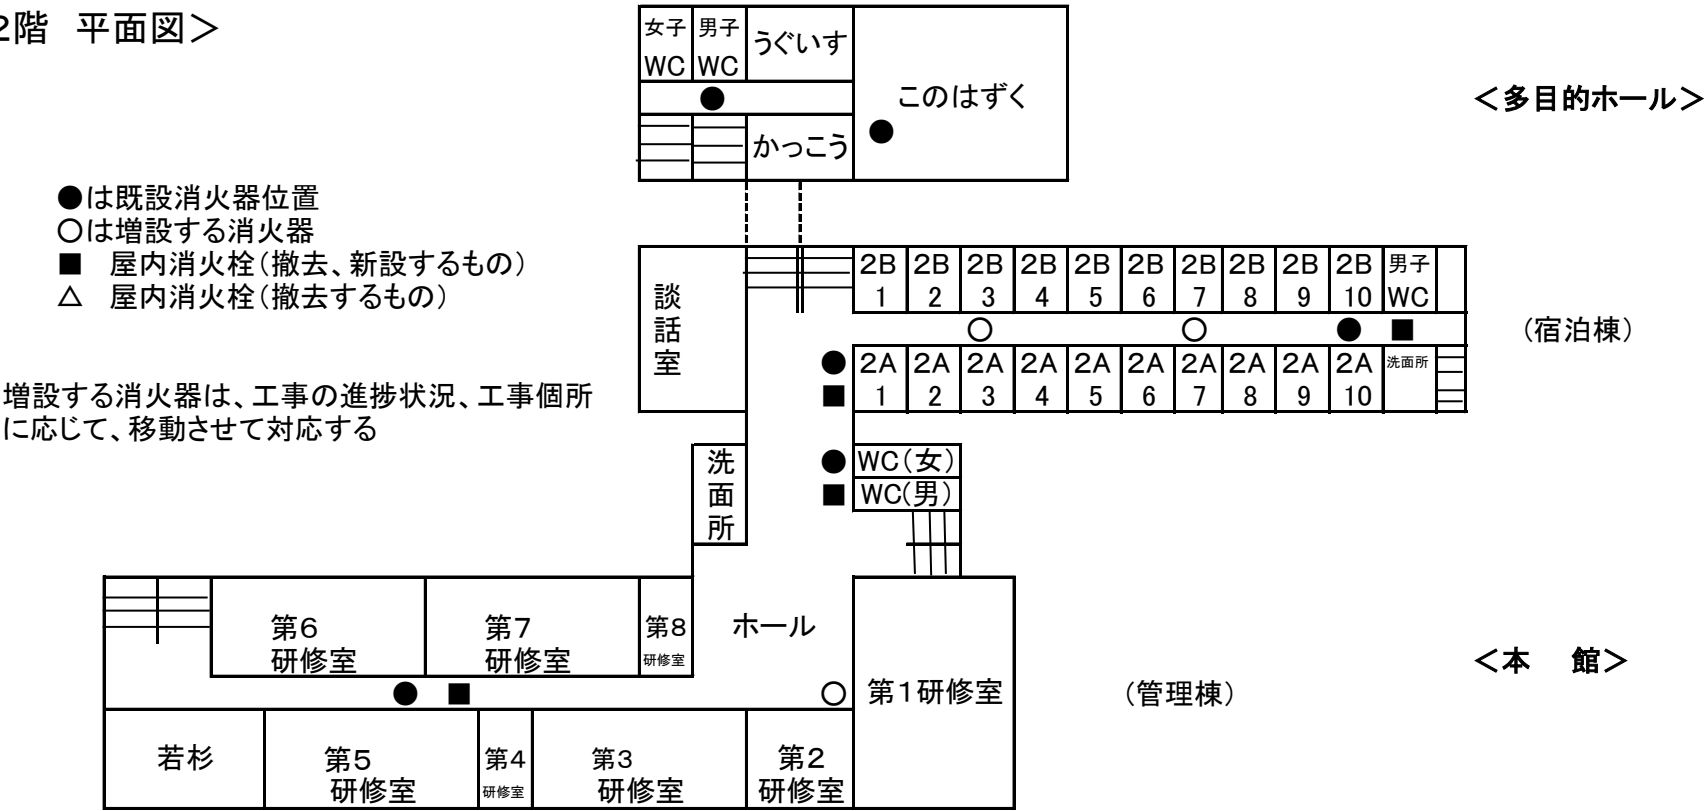 2階 平面図＞
女子 男子 うぐいす
WC WC
このはずく
＜多目的ホール＞
かっこう
●は既設消火器位置
○は増設する消火器
■ 屋内消火栓（撤去、新設するもの）
△ 屋内消火栓（撤去するもの）
談話室
2B 2B 2B 2B 2B 2B 2B 2B 2B 2B 男子
1 2 3 4 5 6 7 8 9 10 WC
（宿泊棟）
2A 2A 2A 2A 2A 2A 2A 2A 2A 2A 洗面所
1 2 3 4 5 6 7 8 9 10
増設する消火器は、工事の進捗状況、工事個所
に応じて、移動させて対応する
洗面所
WC（女）
WC（男）
第6 第7 第8 ホール
研修室 研修室 研修室
＜本 館＞
第1研修室
（管理棟）
若杉 第5 第4 第3 第2
研修室 研修室 研修室 研修室